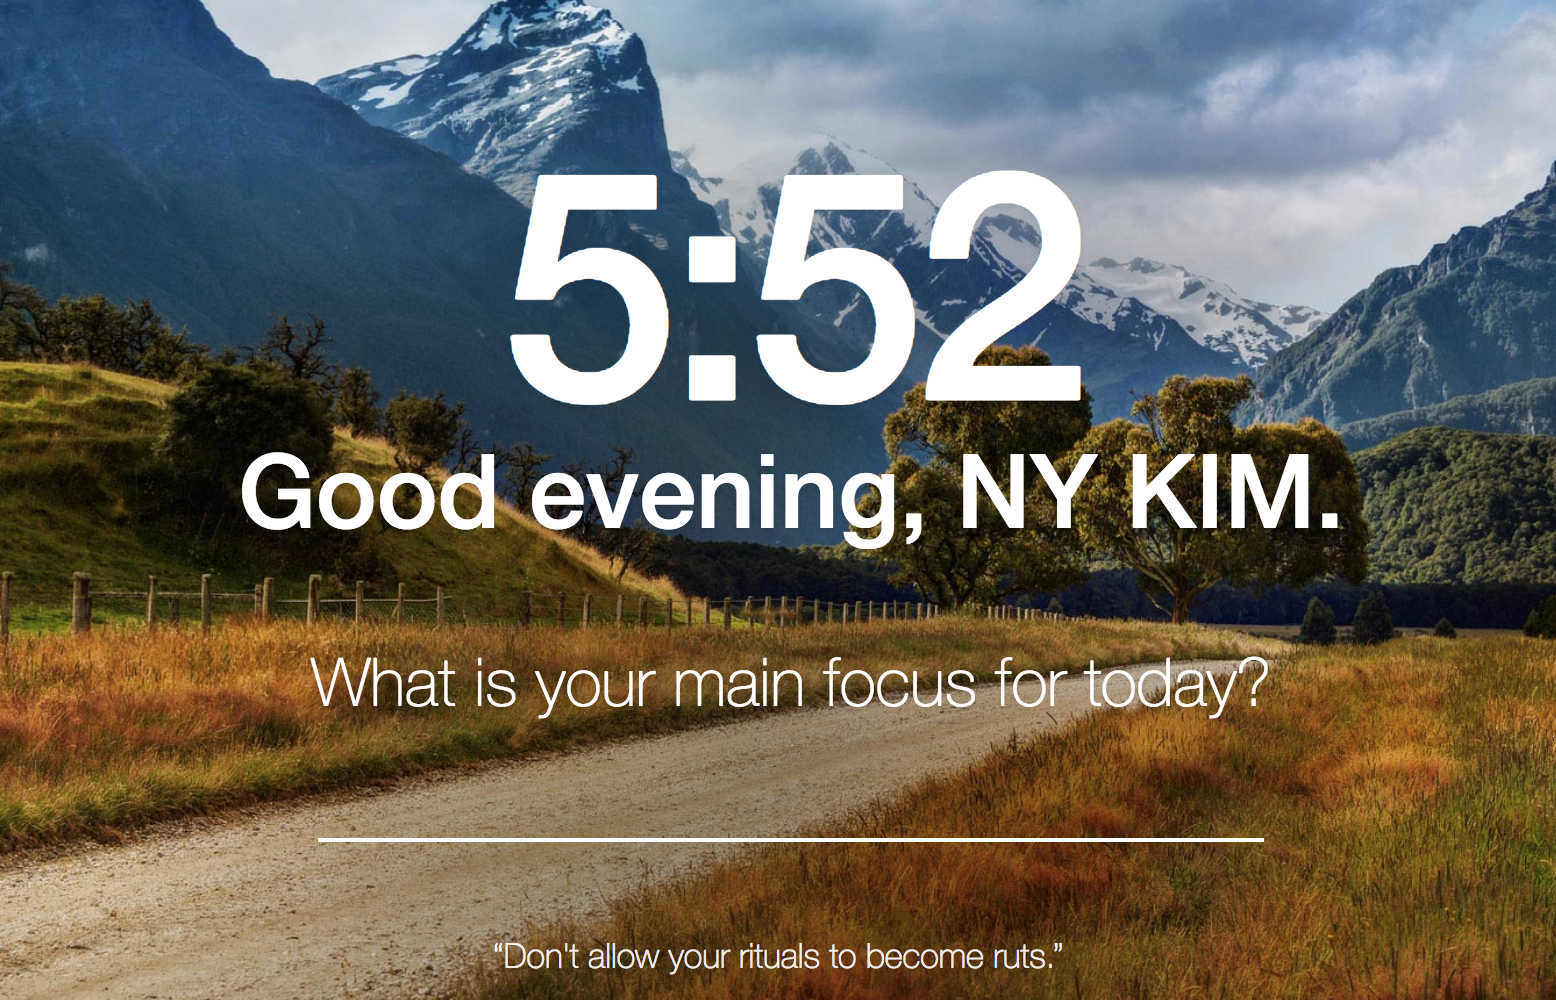 5:52
Good evening, NY KIM.
What is your main focus for today?
“Don't allow your rituals to become ruts.”